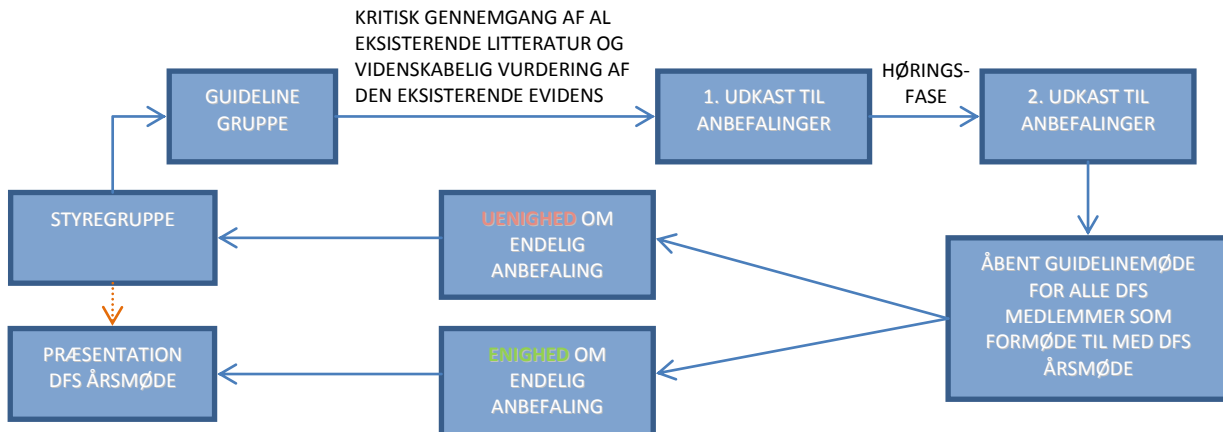 KRITISK GENNEMGANG AF AL
EKSISTERENDE LITTERATUR OG
VIDENSKABELIG VURDERING AF
DEN EKSISTERENDE EVIDENS
HØRINGS-
FASE
GUIDELINE
GRUPPE
1. UDKAST TIL
ANBEFALINGER
2. UDKAST TIL
ANBEFALINGER
STYREGRUPPE
UENIGHED OM
ENDELIG
ANBEFALING
ÅBENT GUIDELINEMØDE
FOR ALLE DFS
MEDLEMMER SOM
FORMØDE TIL MED DFS
ÅRSMØDE
PRÆSENTATION
DFS ÅRSMØDE
ENIGHED OM
ENDELIG
ANBEFALING